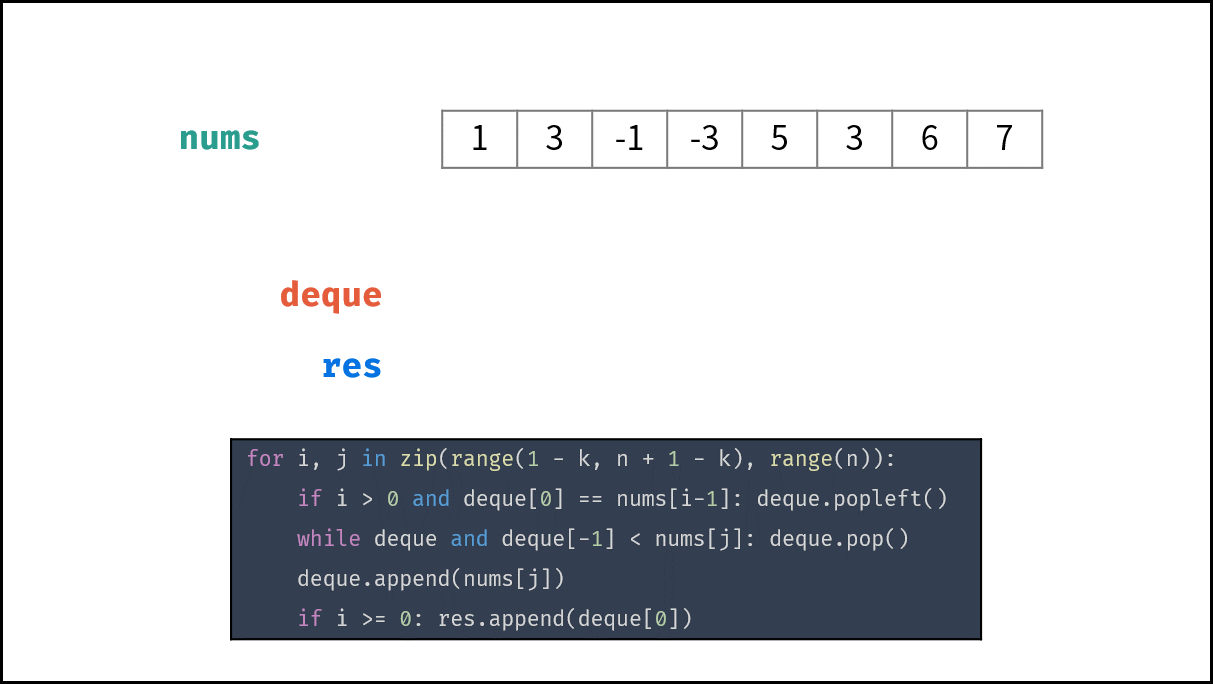 nums 1 3 -1 -3 5 3 6 7
deque
res
for i, j in zip(range(1 - k, n + 1 - k), range(n)):
    if i > 0 and deque[0] == nums[i-1]: deque.popleft()
    while deque and deque[-1] < nums[j]: deque.pop()
    deque.append(nums[j])
    if i >= 0: res.append(deque[0])